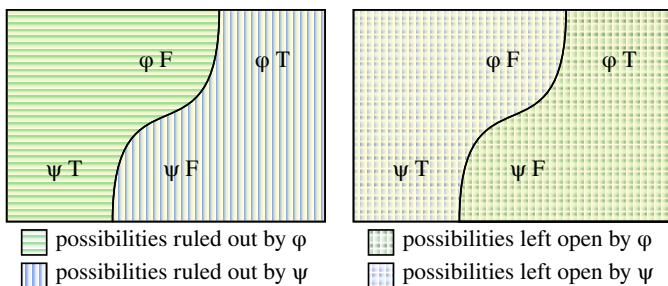 φ F φ T
ψ T ψ F
possibilities ruled out by φ
possibilities ruled out by ψ
φ F φ T
ψ T ψ F
possibilities left open by φ
possibilities left open by ψ